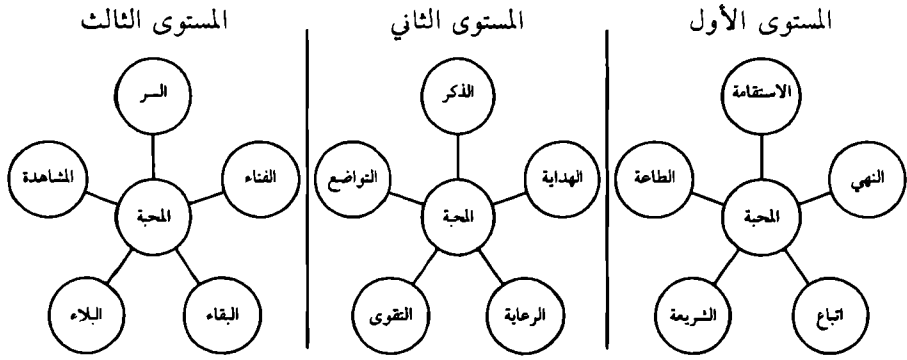 المستوى الأول
الاستقامة
النهي
الطاعة
المحبة
اتباع
الشريعة
المستوى الثاني
الذكر
الهداية
التواضع
المحبة
الرعاية
التقوى
المستوى الثالث
السر
الفناء
المشاهدة
المحبة
البقاء
البلاء